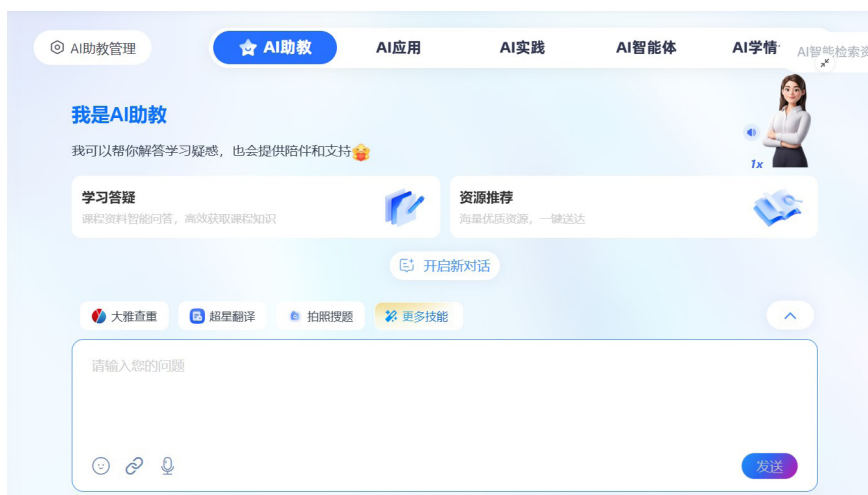 AI助教管理
AI助教
AI应用
AI实践
AI智能体
AI学情
AI智能检索资
我是AI助教
我可以帮你解答学习疑惑，也会提供陪伴和支持
1x
学习答疑
课程资料智能问答，高效获取课程知识
资源推荐
海量优质资源，一键送达
开启新对话
大雅查重
超星翻译
拍照搜题
更多技能
请输入您的问题
发送